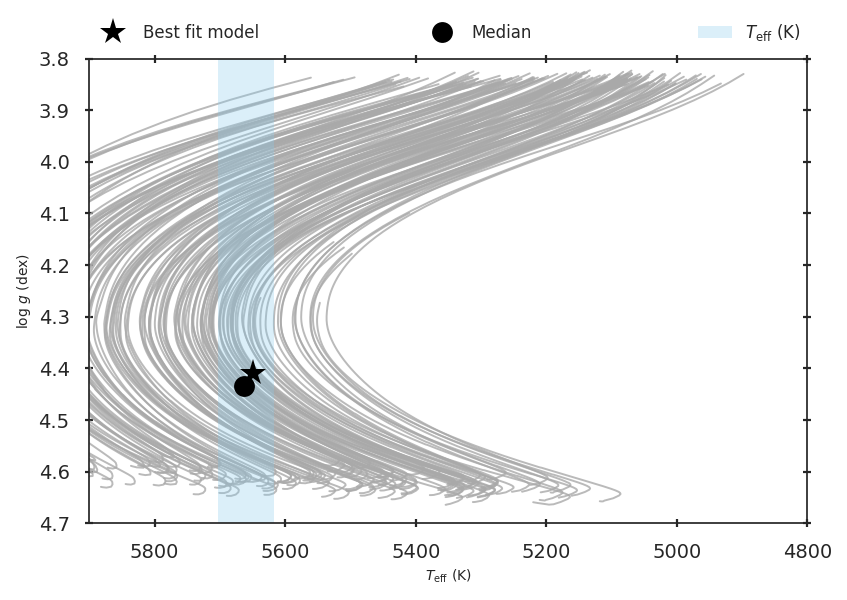 Best fit model Median T_eff (K)
3.8
3.9
4.0
4.1
4.2
4.3
4.4
4.5
4.6
4.7
log g (dex)
5800 5600 5400 5200 5000 4800
T_eff (K)